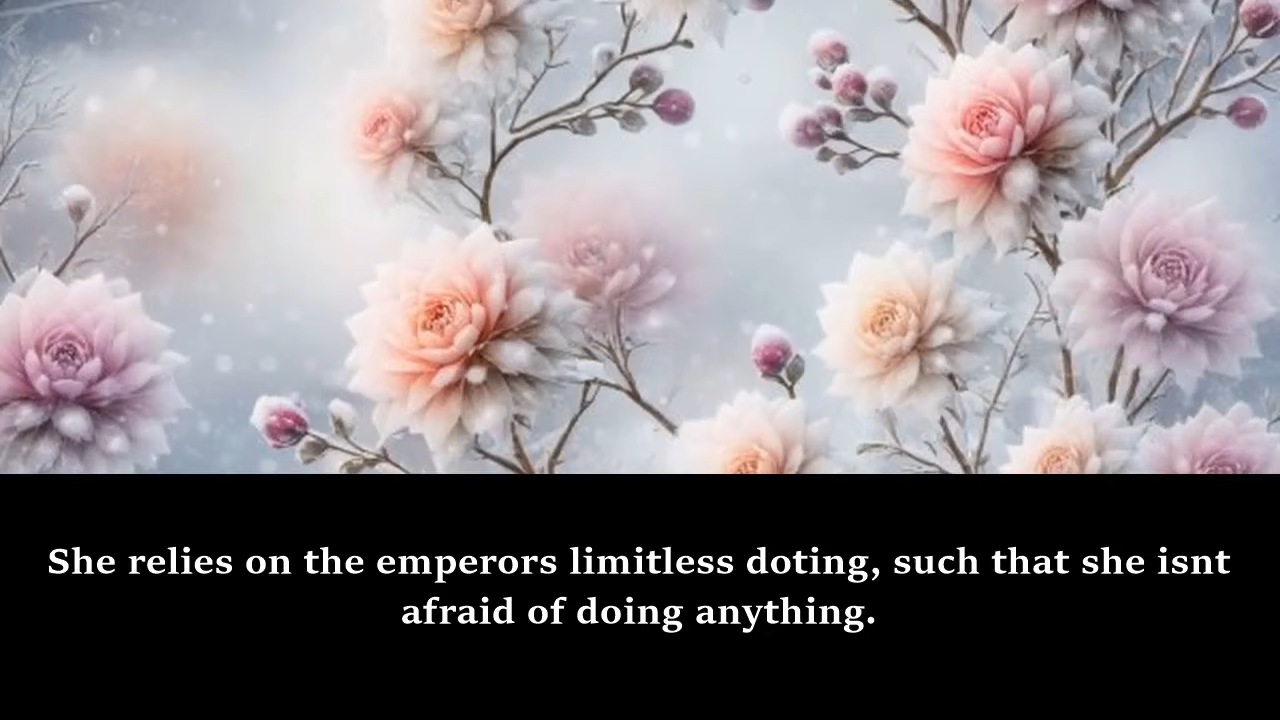 She relies on the emperors limitless doting, such that she isnt
afraid of doing anything.